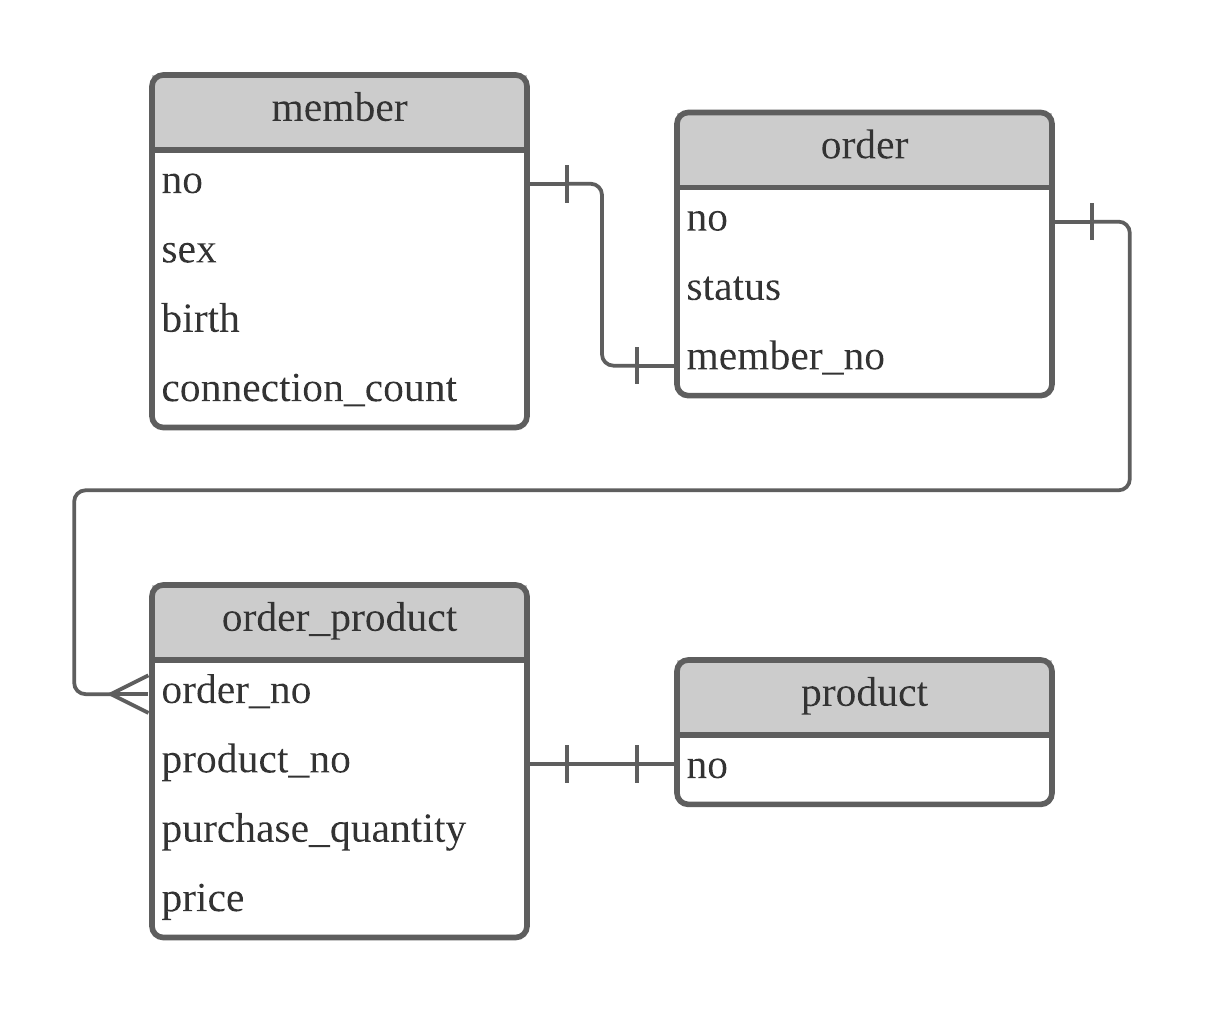 member
no
sex
birth
connection_count
order
no
status
member_no
order_product
order_no
product_no
purchase_quantity
price
product
no